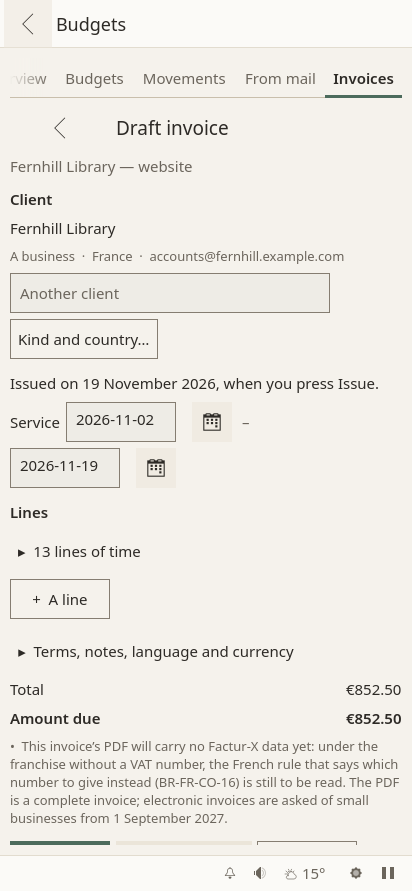 Budgets
view Budgets Movements From mail Invoices
Draft invoice
Fernhill Library — website
Client
Fernhill Library
A business · France · accounts@fernhill.example.com
Another client
Kind and country...
Issued on 19 November 2026, when you press Issue.
Service 2026-11-02 –
2026-11-19
Lines
▸ 13 lines of time
+ A line
▸ Terms, notes, language and currency
Total €852.50
Amount due €852.50
• This invoice’s PDF will carry no Factur-X data yet: under the
franchise without a VAT number, the French rule that says which
number to give instead (BR-FR-CO-16) is still to be read. The PDF
is a complete invoice; electronic invoices are asked of small
businesses from 1 September 2027.
15°